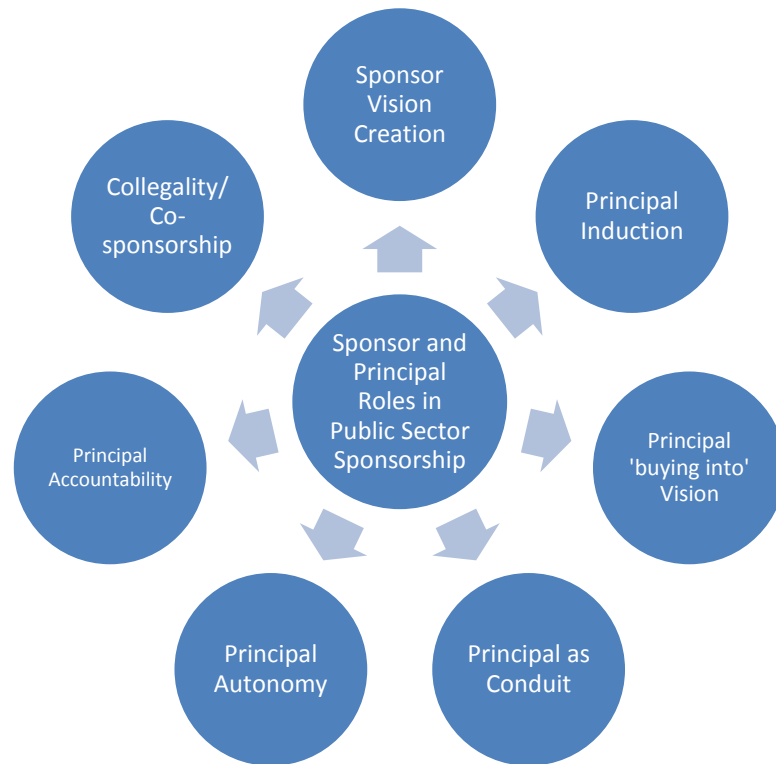 Sponsor
Vision
Creation
Principal
Induction
Principal
'buying into'
Vision
Principal as
Conduit
Principal
Autonomy
Principal
Accountability
Collegality/
Co-
sponsorship
Sponsor and
Principal
Roles in
Public Sector
Sponsorship